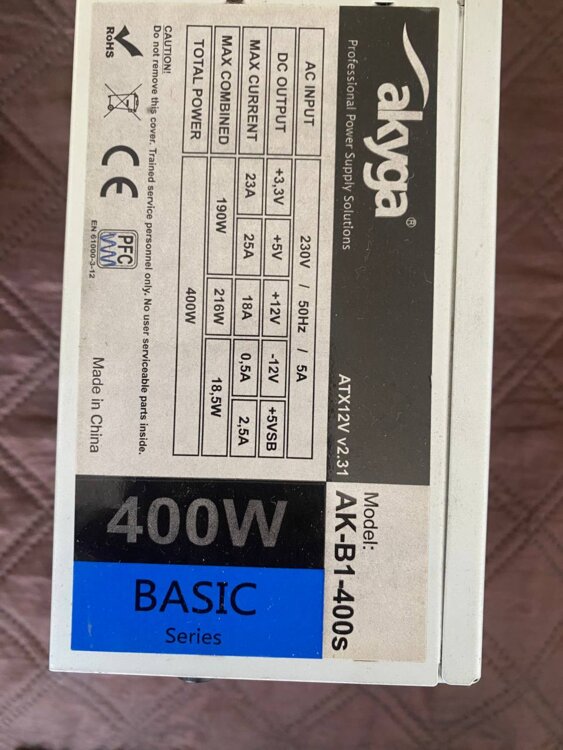 akyga®
Professional Power Supply Solutions
ATX12V v2.31
Model:
AK-B1-400s
AC INPUT 230V / 50Hz / 5A
DC OUTPUT +3,3V +5V +12V -12V +5VSB
MAX CURRENT 23A 25A 18A 0,5A 2,5A
MAX COMBINED 190W 216W 18,5W
TOTAL POWER 400W
CAUTION!
Do not remove this cover. Trained service personnel only. No user serviceable parts inside.
RoHS
CE
PFC
EN 61000-3-12
Made in China
400W
BASIC
Series